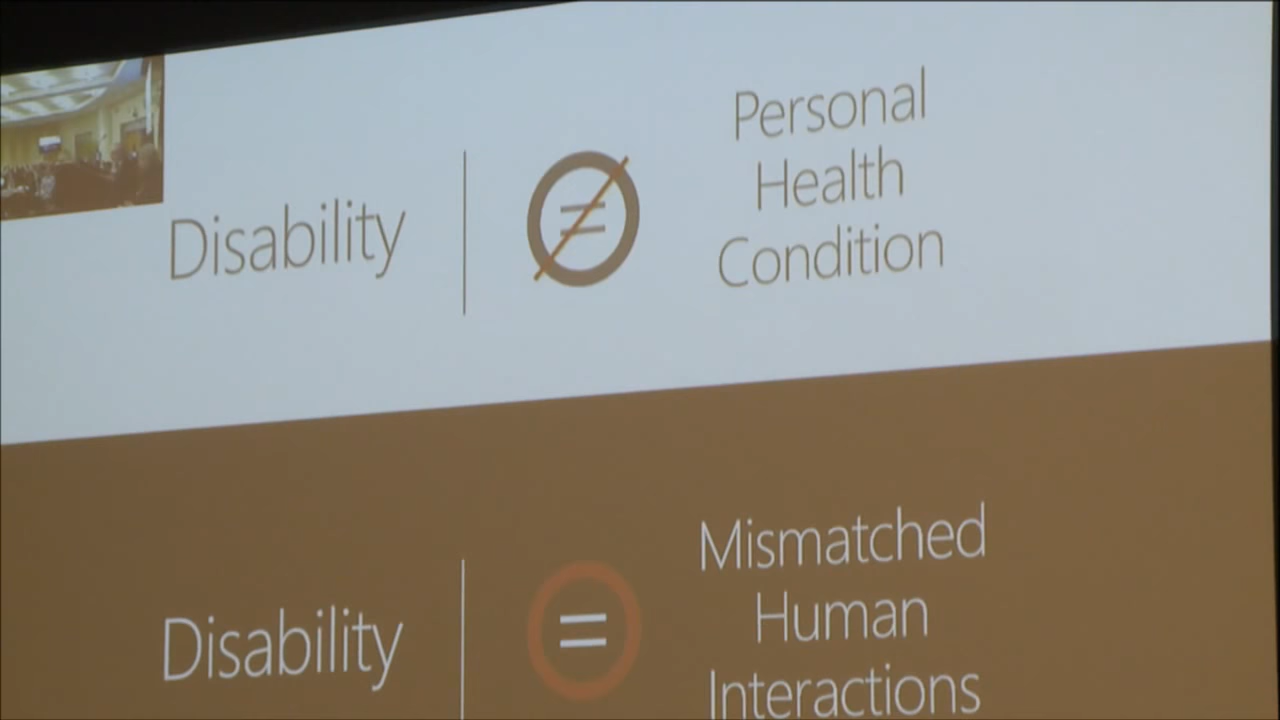 Disability
≠
Personal
Health
Condition
Disability
=
Mismatched
Human
Interactions